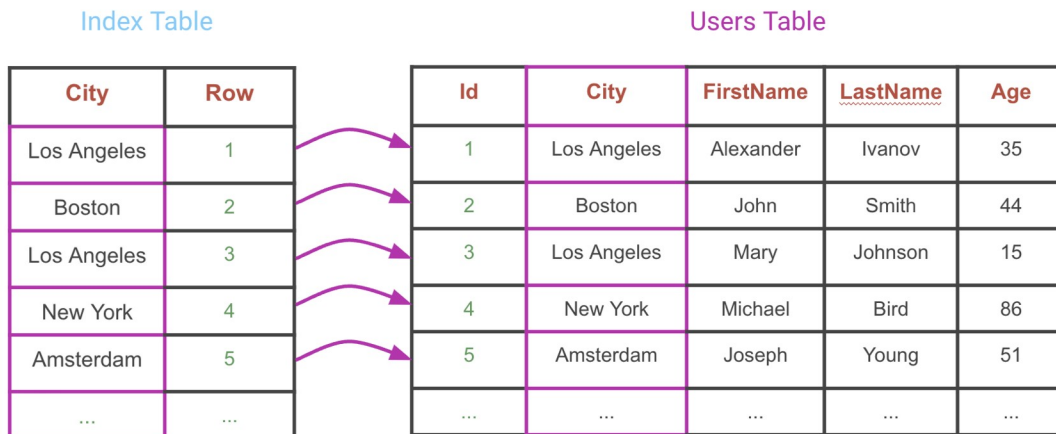 Index Table
Users Table
City Row
Los Angeles 1
Boston 2
Los Angeles 3
New York 4
Amsterdam 5
... ...
Id City FirstName LastName Age
1 Los Angeles Alexander Ivanov 35
2 Boston John Smith 44
3 Los Angeles Mary Johnson 15
4 New York Michael Bird 86
5 Amsterdam Joseph Young 51
... ... ... ... ...